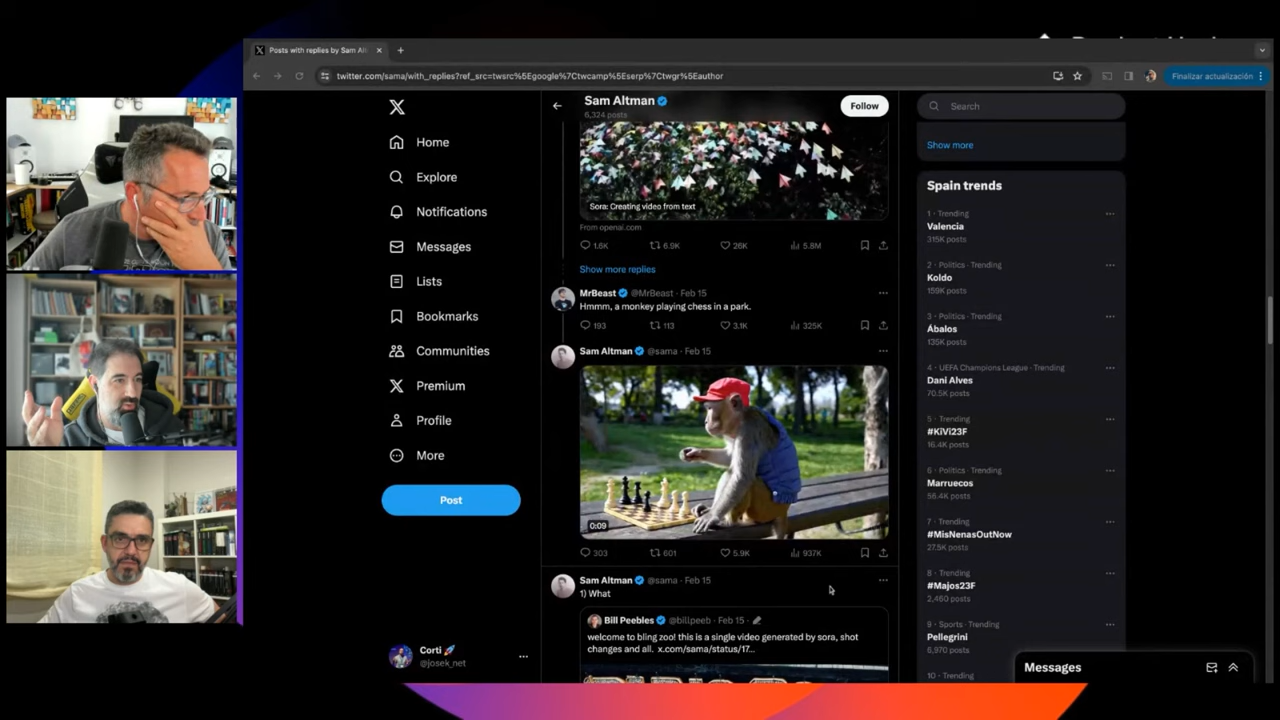 Posts with replies by Sam Alt
twitter.com/sama/with_replies?ref_src=twsrc%5Egoogle%7Ctwcamp%5Eserp%7Ctwgr%5Eauthor
Finalizar actualización
Home
Explore
Notifications
Messages
Lists
Bookmarks
Communities
Premium
Profile
More
Post
Corti 🚀
@josek_net
Sam Altman
6,324 posts
Follow
Sora: Creating video from text
From openai.com
1.6K 6.9K 26K 5.8M
Show more replies
MrBeast @MrBeast · Feb 15
Hmmm, a monkey playing chess in a park.
193 113 3.1K 325K
Sam Altman @sama · Feb 15
0:09
303 601 5.9K 937K
Sam Altman @sama · Feb 15
1) What
Bill Peebles @billpeeb · Feb 15
welcome to bling zoo! this is a single video generated by sora, shot
changes and all. x.com/sama/status/17...
Search
Show more
Spain trends
1 · Trending
Valencia
315K posts
2 · Politics · Trending
Koldo
159K posts
3 · Politics · Trending
Ábalos
135K posts
4 · UEFA Champions League · Trending
Dani Alves
70.5K posts
5 · Trending
#KiVi23F
16.4K posts
6 · Politics · Trending
Marruecos
56.4K posts
7 · Trending
#MisNenasOutNow
27.5K posts
8 · Trending
#Majos23F
2,460 posts
9 · Sports · Trending
Pellegrini
6,970 posts
10 · Trending
Messages